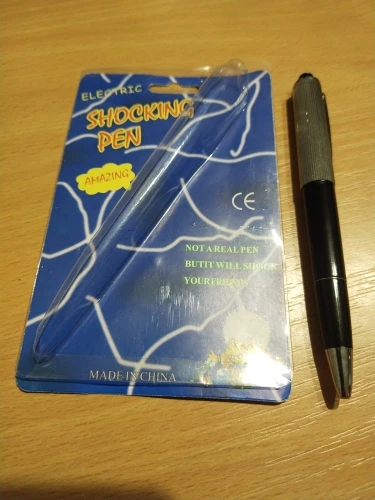 ELECTRIC
SHOCKING
PEN
AMAZING
CE
NOT A REAL PEN
BUT IT WILL SHOCK
YOUR FRIEND
MADE IN CHINA